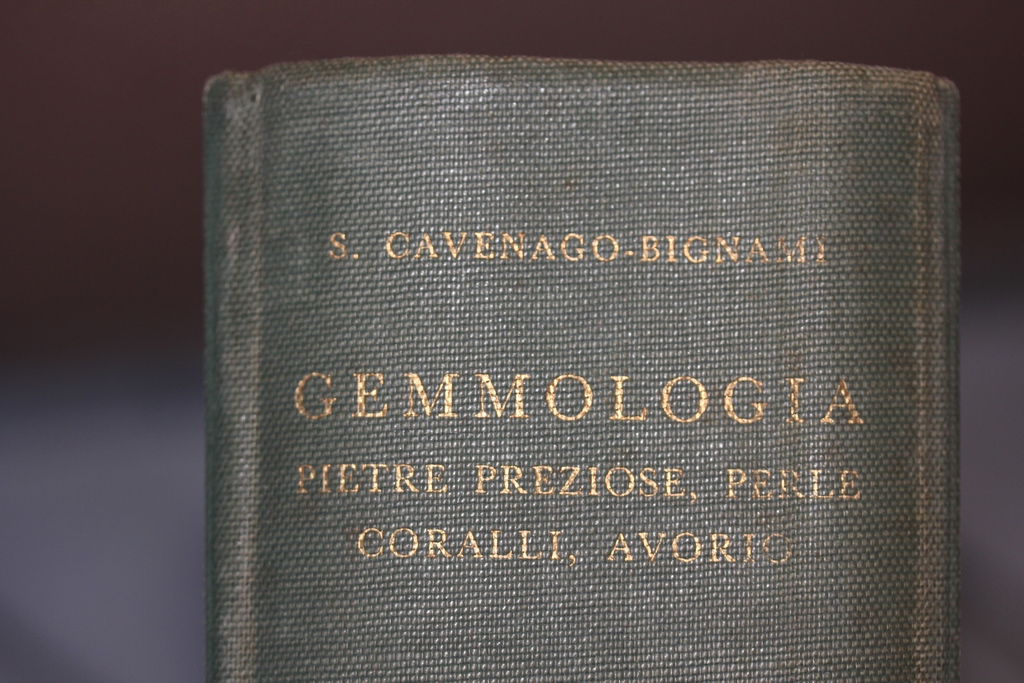 S. CAVENAGO-BIGNAMI
GEMMOLOGIA
PIETRE PREZIOSE, PERLE
CORALLI, AVORIO